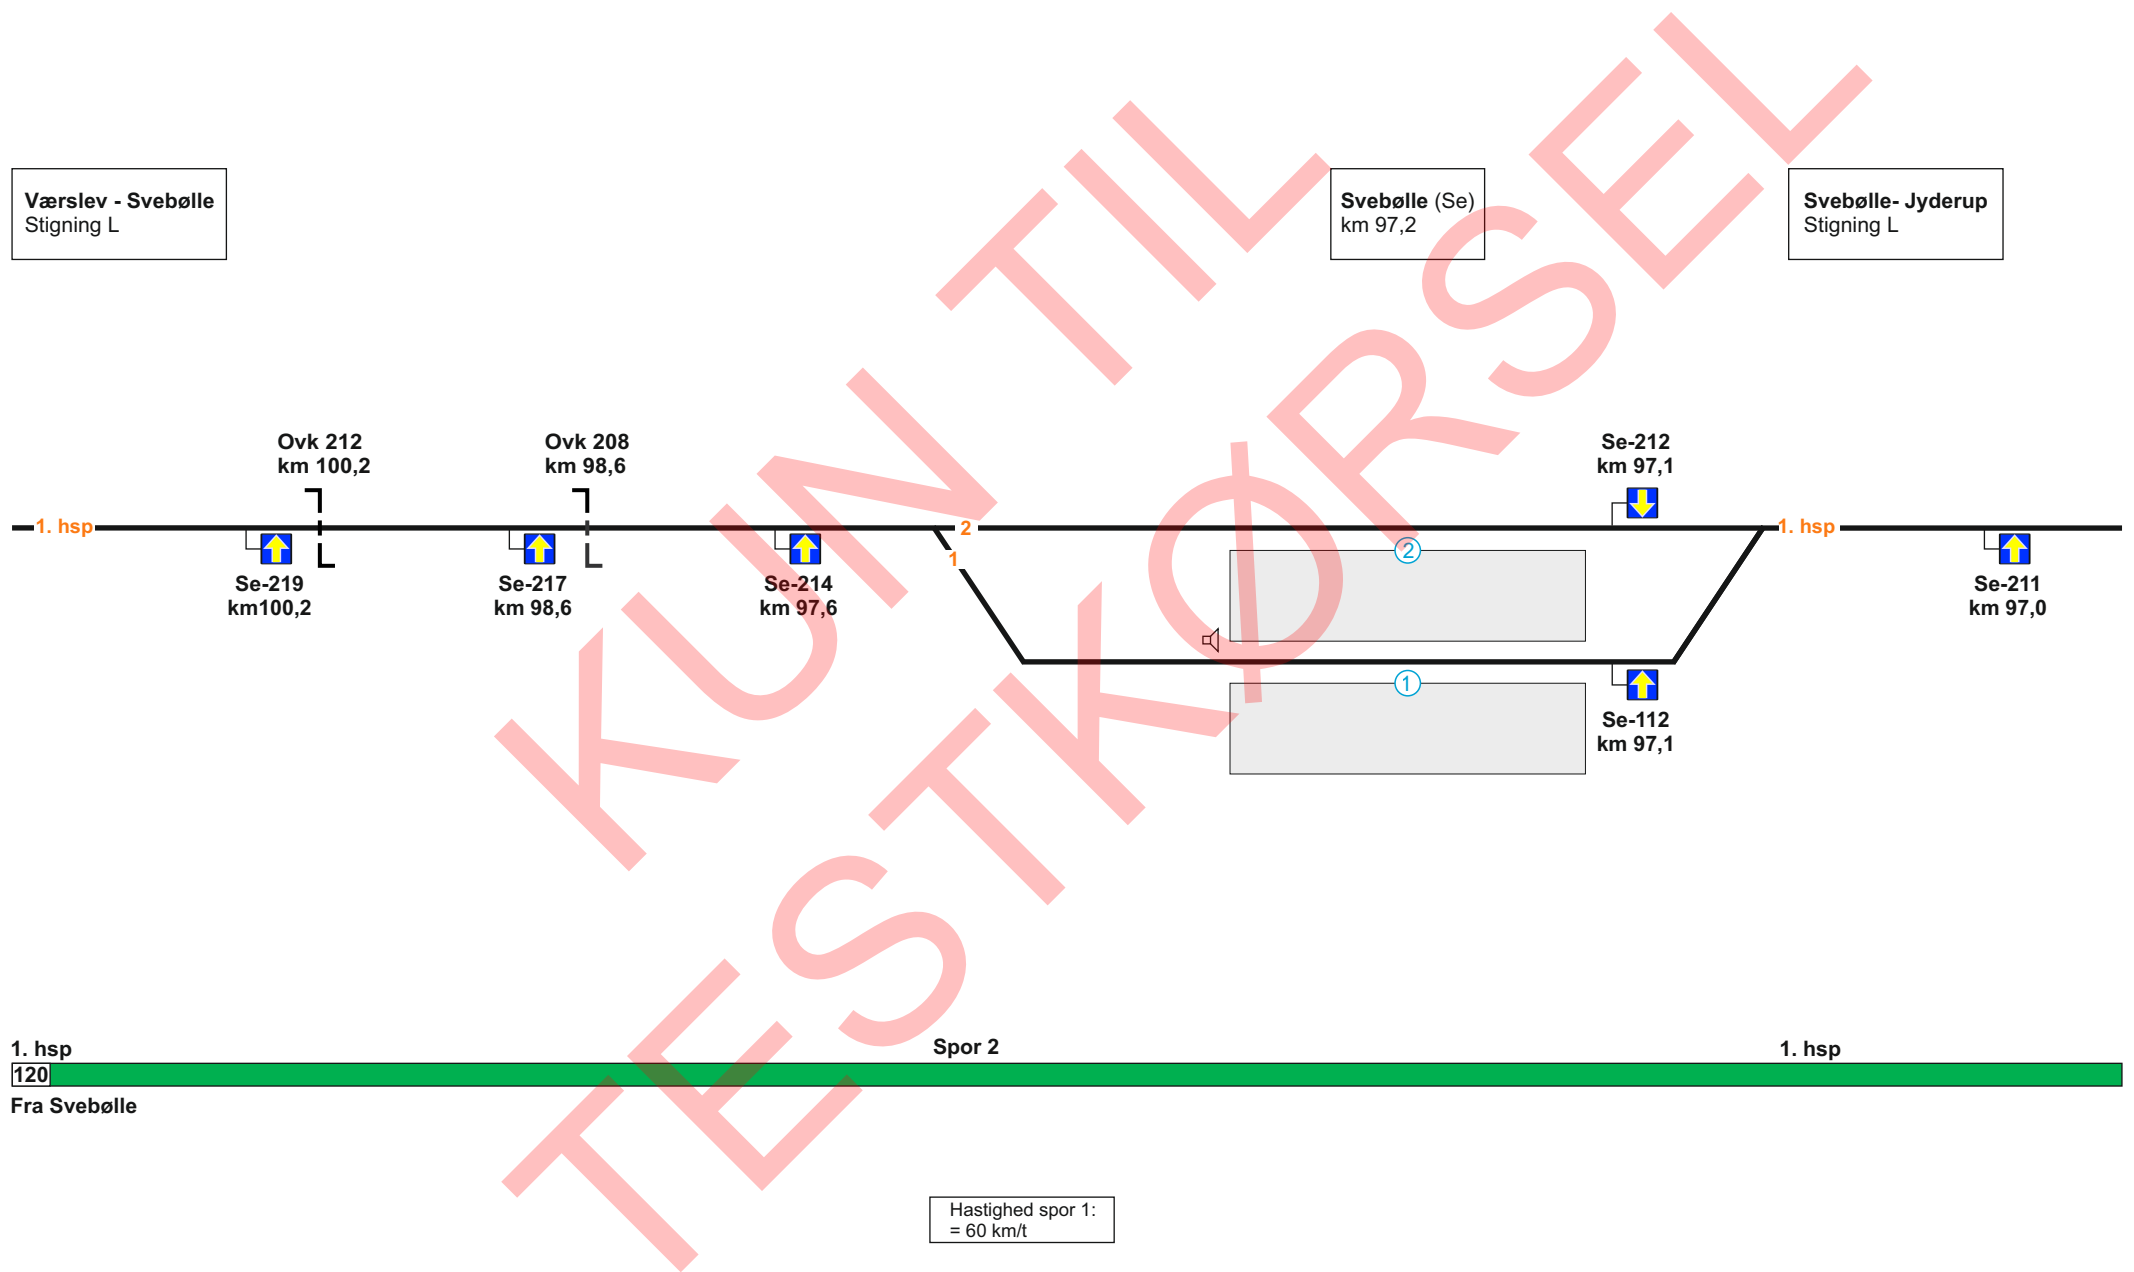 Værslev - Svebølle
Stigning L
Svebølle (Se)
km 97,2
Svebølle- Jyderup
Stigning L
Ovk 212
km 100,2
Ovk 208
km 98,6
Se-212
km 97,1
1. hsp
2
1. hsp
1
2
Se-219
km100,2
Se-217
km 98,6
Se-214
km 97,6
Se-211
km 97,0
1
Se-112
km 97,1
KUN TIL
TESTKØRSEL
1. hsp
Spor 2
1. hsp
120
Fra Svebølle
Hastighed spor 1:
= 60 km/t